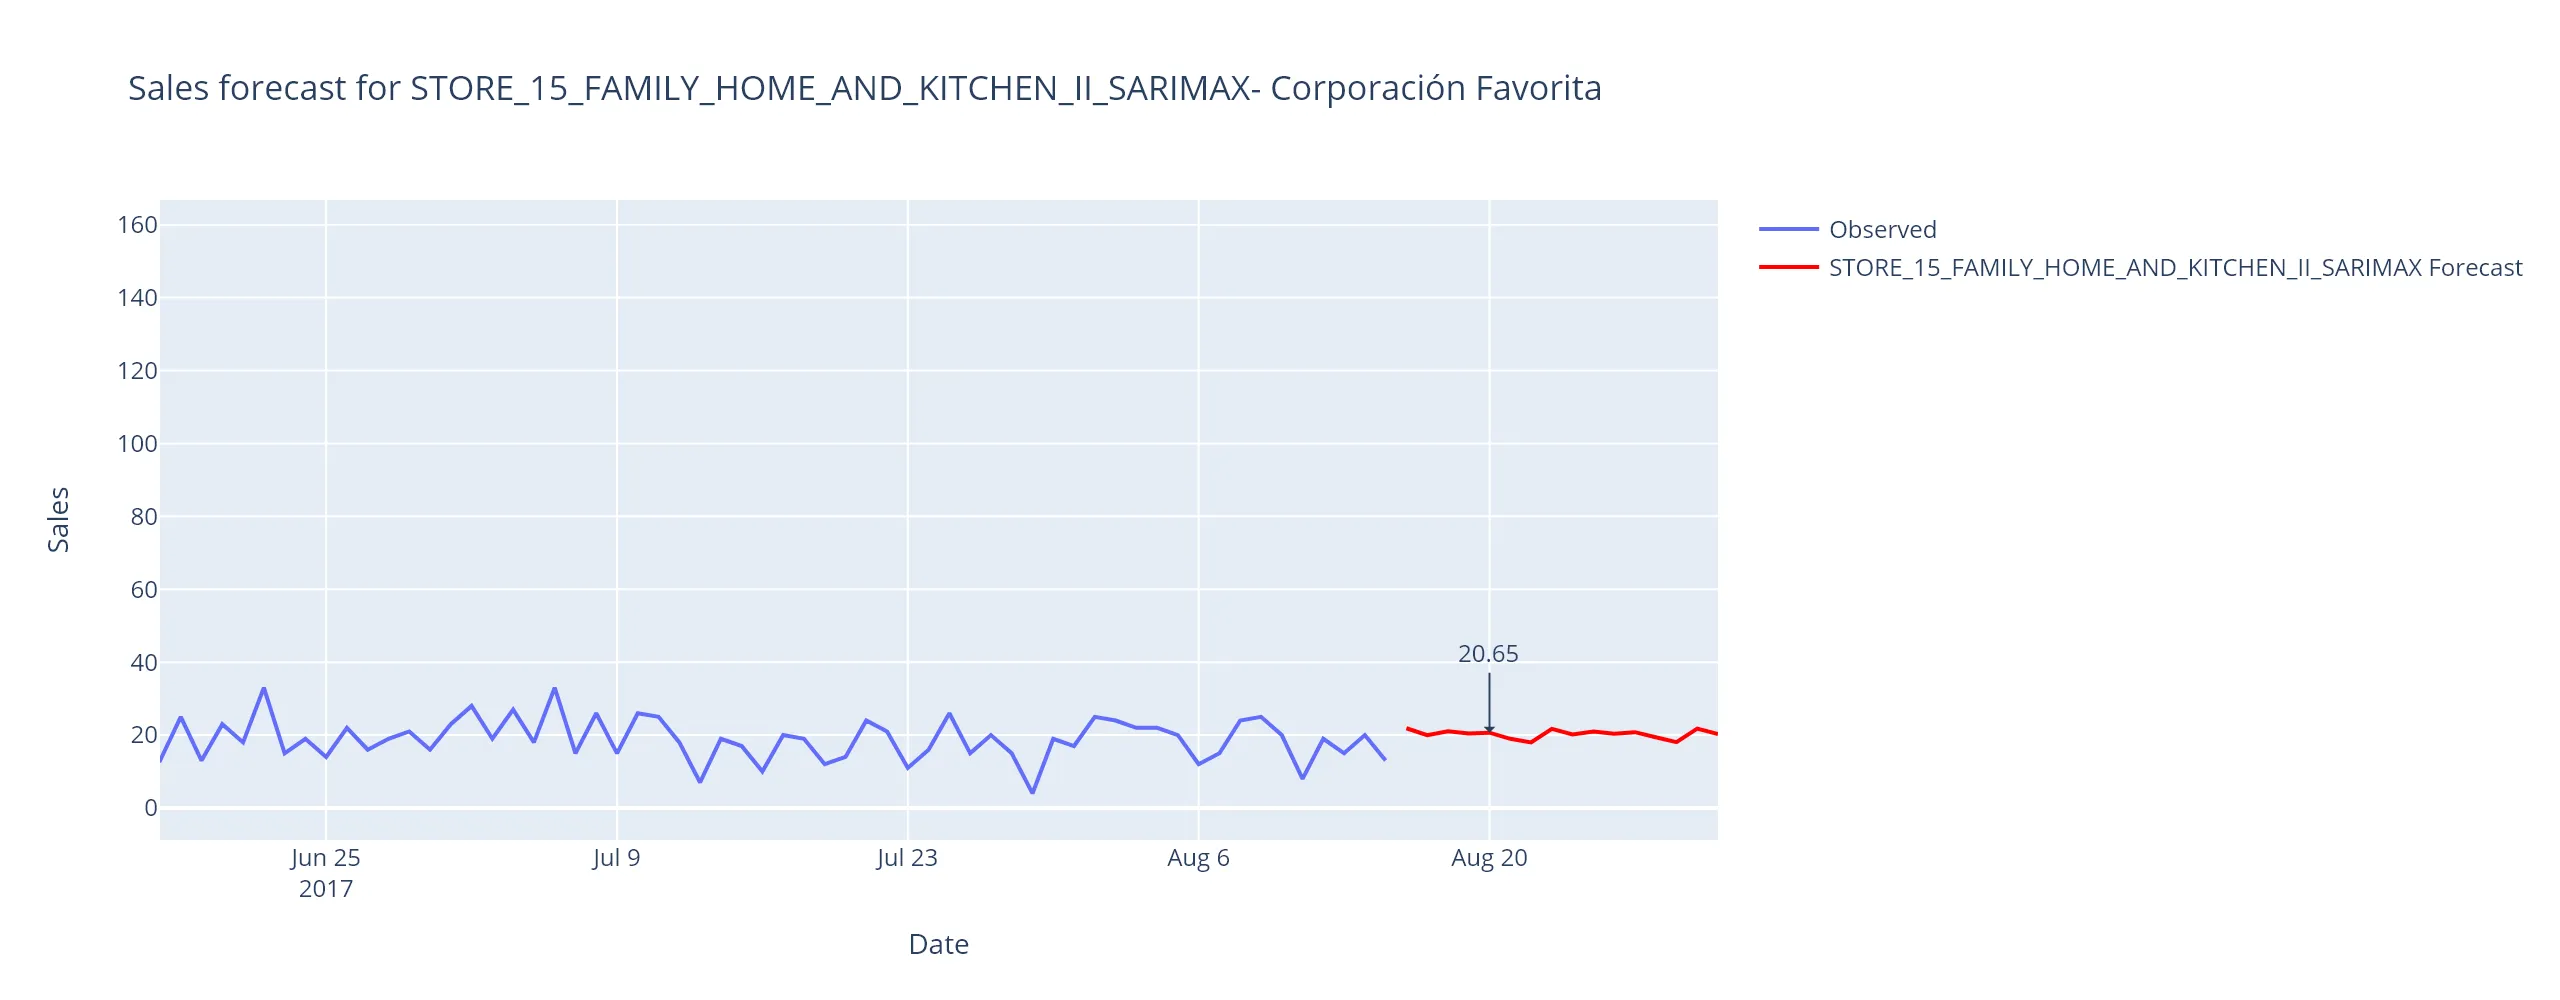 Sales forecast for STORE_15_FAMILY_HOME_AND_KITCHEN_II_SARIMAX- Corporación Favorita
Observed
STORE_15_FAMILY_HOME_AND_KITCHEN_II_SARIMAX Forecast
160
140
120
100
80
60
40
20
0
Sales
20.65
Jun 25
2017
Jul 9
Jul 23
Aug 6
Aug 20
Date